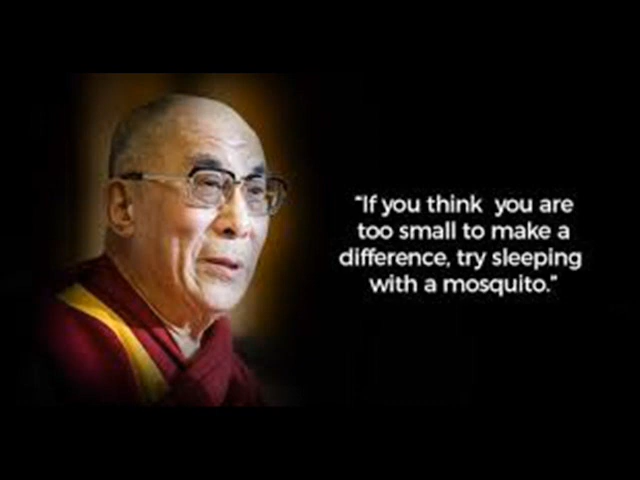 “If you think  you are
too small to make a
difference, try sleeping
with a mosquito.”